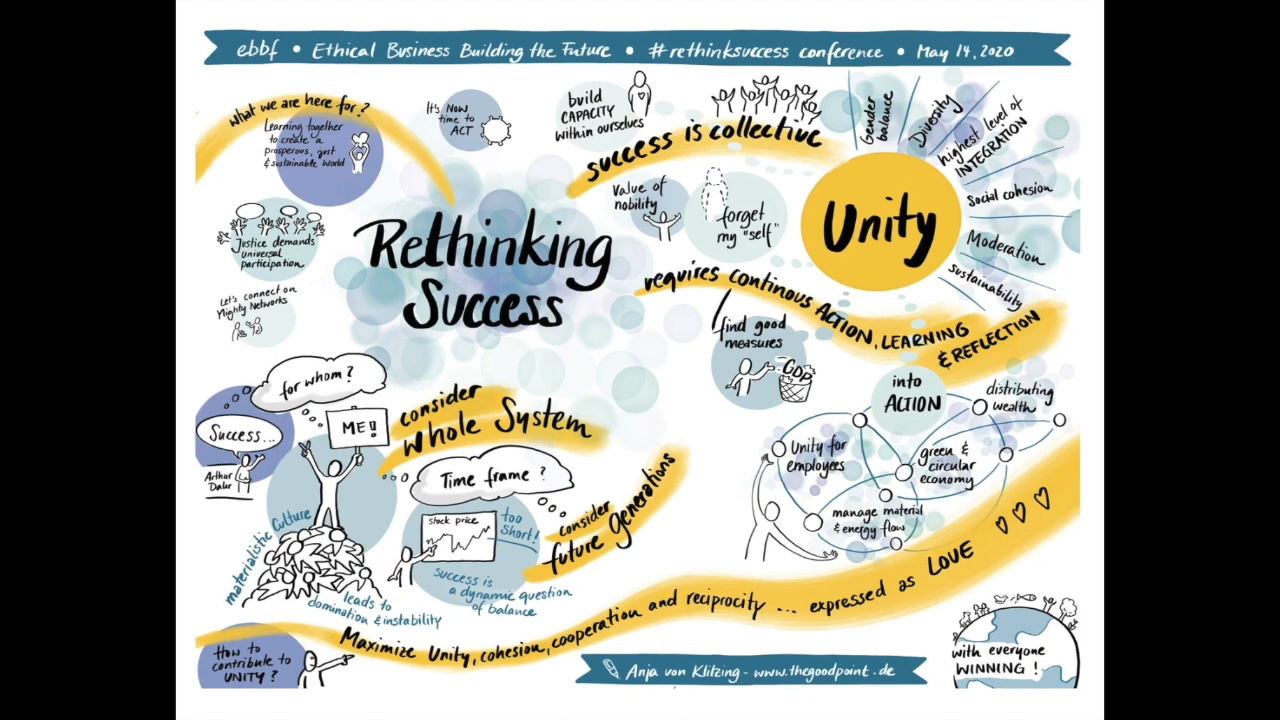 ebbf • Ethical Business Building the Future • #rethinksuccess conference • May 14, 2020
What we are here for?
Learning together
to create a
prosperous, just
& sustainable world
It's Now
time to
ACT
build
CAPACITY
within ourselves
success is collective
Gender
balance
Diversity
highest level of
INTEGRATION
Social cohesion
Moderation
sustainability
Unity
value of
nobility
forget
my "self"
Justice demands
universal
participation
Let's connect on
Mighty Networks
Rethinking
Success
requires continous ACTION, LEARNING
& REFLECTION
find good
measures
GDP
for whom?
Success...
ME!!
Arthur
Dahl
consider
whole System
Time frame?
Stock price
too
short!
consider
future generations
success is
a dynamic question
of balance
materialistic culture
leads to
domination & instability
into
ACTION
distributing
wealth
Unity for
employees
green &
circular
economy
manage material
& energy flow
How to
contribute to
UNITY?
Maximize Unity, cohesion, cooperation and reciprocity ... expressed as LOVE
with everyone
WINNING!
Anja von Klitzing - www.thegoodpoint.de